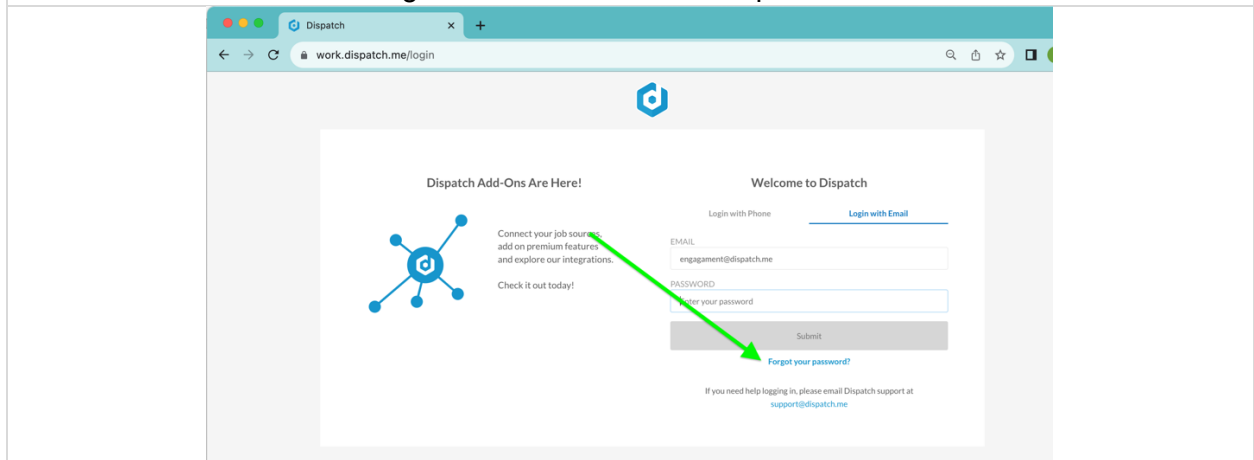 Dispatch
work.dispatch.me/login
Dispatch Add-Ons Are Here!
Connect your job sources,
add on premium features
and explore our integrations.
Check it out today!
Welcome to Dispatch
Login with Phone
Login with Email
EMAIL
engagament@dispatch.me
PASSWORD
Enter your password
Submit
Forgot your password?
If you need help logging in, please email Dispatch support at
support@dispatch.me